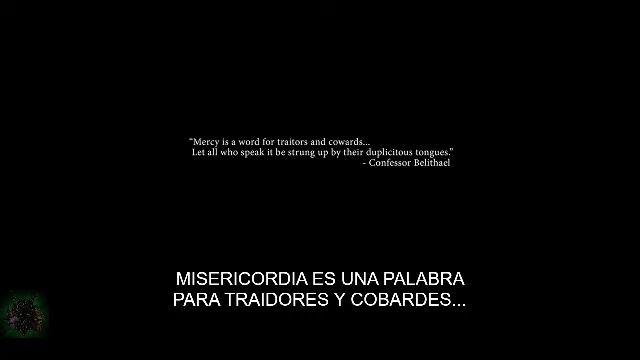 “Mercy is a word for traitors and cowards...
Let all who speak it be strung up by their duplicitous tongues.”
- Confessor Belithael
MISERICORDIA ES UNA PALABRA
PARA TRAIDORES Y COBARDES...